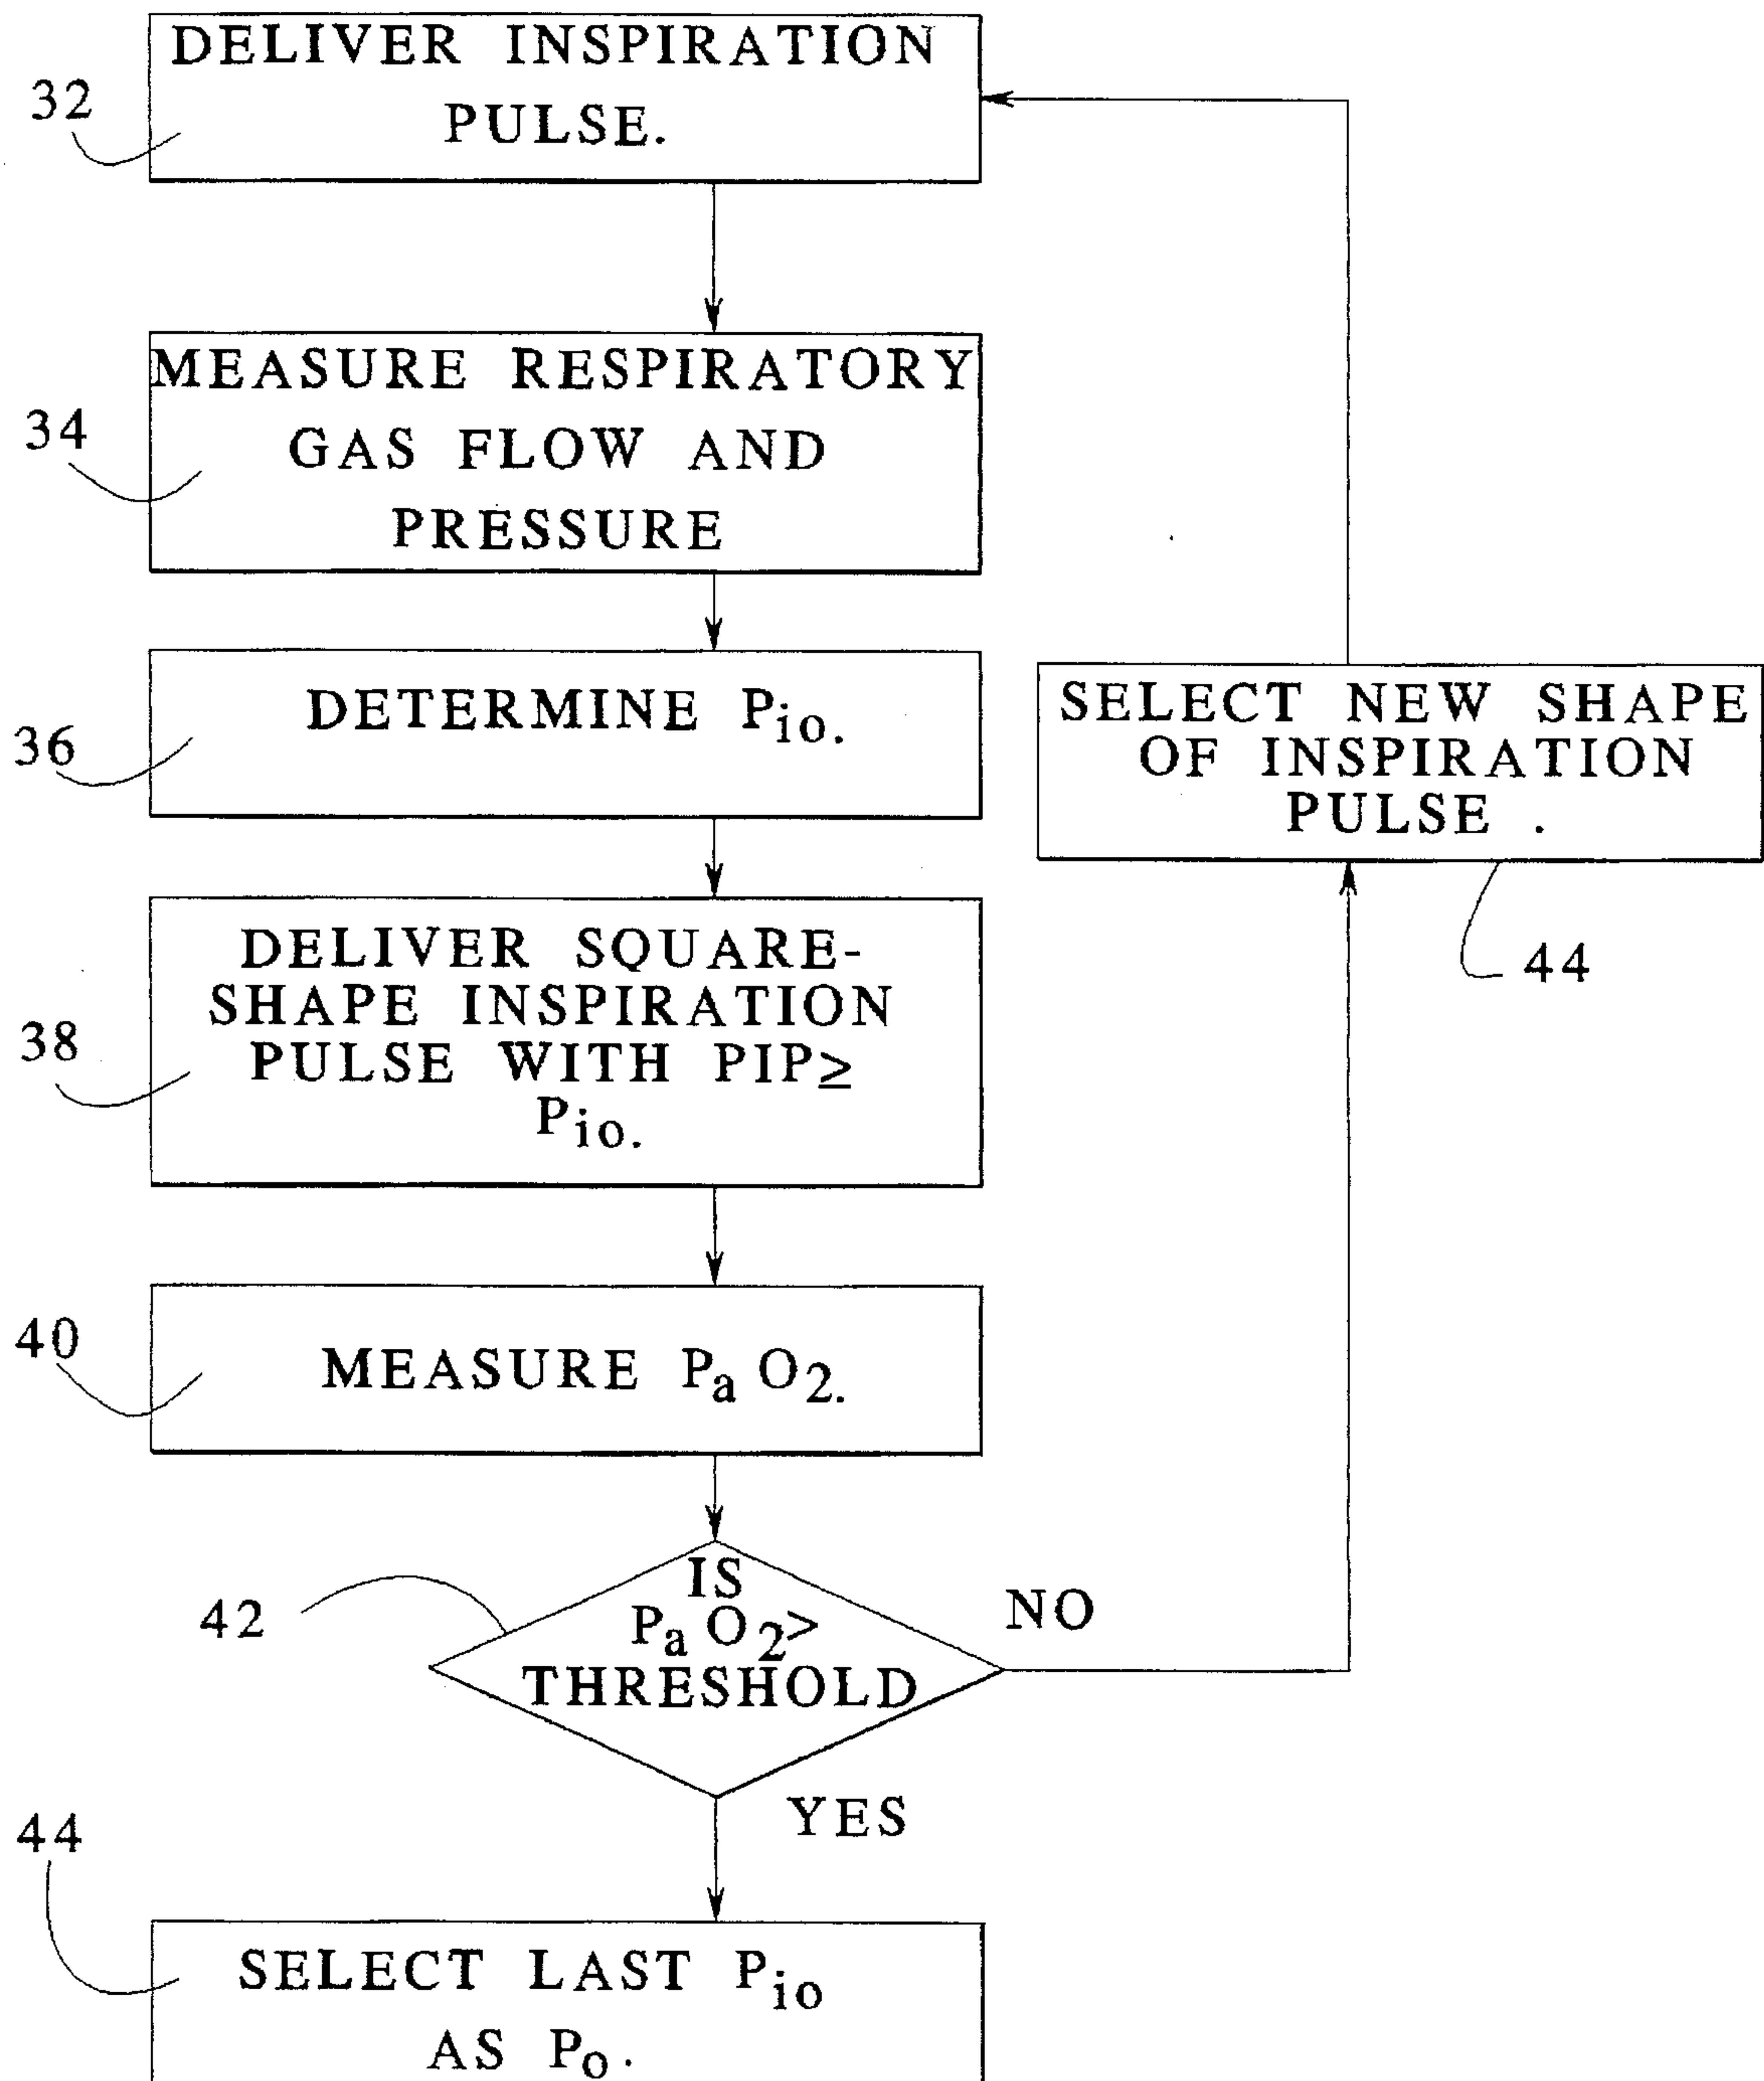 DELIVER INSPIRATION
PULSE.
32
MEASURE RESPIRATORY
GAS FLOW AND
PRESSURE
34
DETERMINE Pio.
36
SELECT NEW SHAPE
OF INSPIRATION
PULSE .
44
DELIVER SQUARE-
SHAPE INSPIRATION
PULSE WITH PIP≥
Pio.
38
MEASURE Pa O2.
40
IS
Pa O2>
THRESHOLD
42
NO
YES
44
SELECT LAST Pio
AS Po.